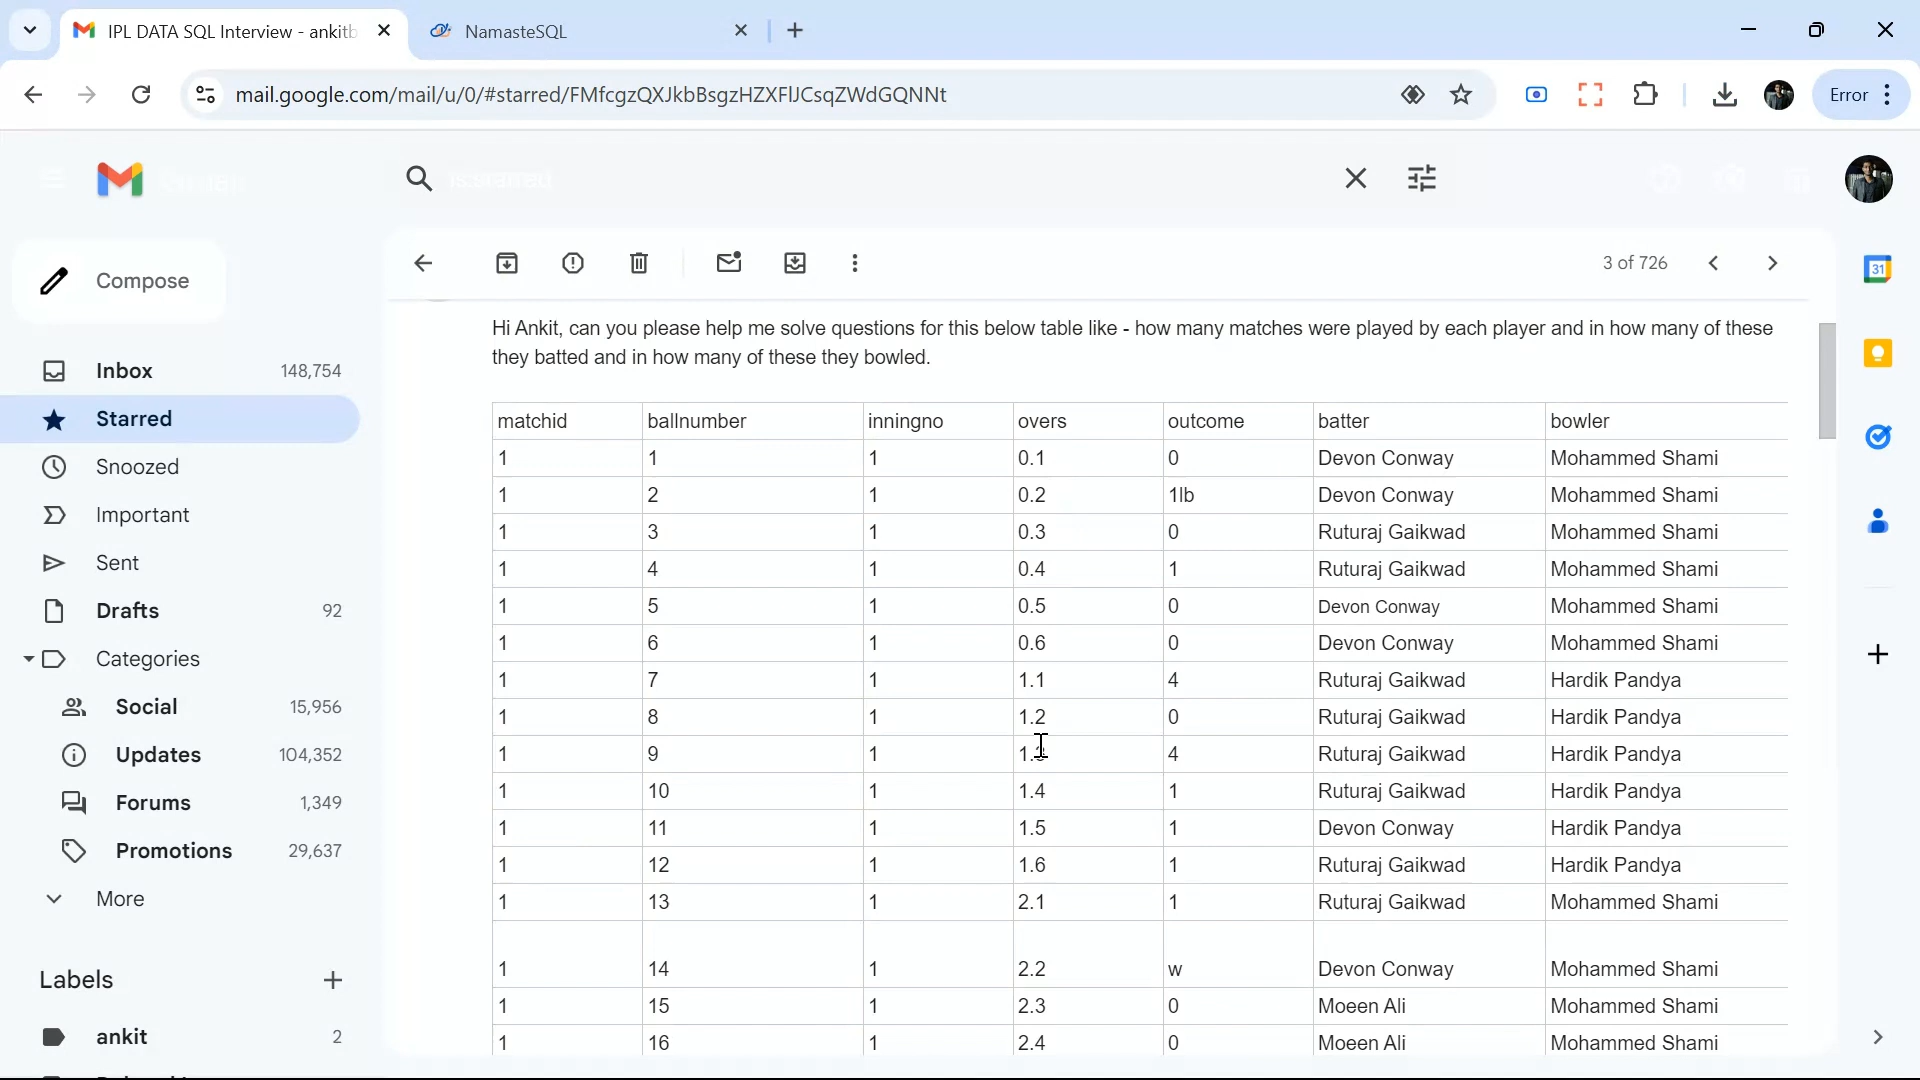 IPL DATA SQL Interview - ankitb
NamasteSQL
mail.google.com/mail/u/0/#starred/FMfcgzQXJkbBsgzHZXFlJCsqZWdGQNNt
Error
is:starred
Compose
3 of 726
Inbox 148,754
Starred
Snoozed
Important
Sent
Drafts 92
Categories
Social 15,956
Updates 104,352
Forums 1,349
Promotions 29,637
More
Labels
ankit 2
31
Hi Ankit, can you please help me solve questions for this below table like - how many matches were played by each player and in how many of these
they batted and in how many of these they bowled.
matchid ballnumber inningno overs outcome batter bowler
1 1 1 0.1 0 Devon Conway Mohammed Shami
1 2 1 0.2 1lb Devon Conway Mohammed Shami
1 3 1 0.3 0 Ruturaj Gaikwad Mohammed Shami
1 4 1 0.4 1 Ruturaj Gaikwad Mohammed Shami
1 5 1 0.5 0 Devon Conway Mohammed Shami
1 6 1 0.6 0 Devon Conway Mohammed Shami
1 7 1 1.1 4 Ruturaj Gaikwad Hardik Pandya
1 8 1 1.2 0 Ruturaj Gaikwad Hardik Pandya
1 9 1 1.3 4 Ruturaj Gaikwad Hardik Pandya
1 10 1 1.4 1 Ruturaj Gaikwad Hardik Pandya
1 11 1 1.5 1 Devon Conway Hardik Pandya
1 12 1 1.6 1 Ruturaj Gaikwad Hardik Pandya
1 13 1 2.1 1 Ruturaj Gaikwad Mohammed Shami
1 14 1 2.2 w Devon Conway Mohammed Shami
1 15 1 2.3 0 Moeen Ali Mohammed Shami
1 16 1 2.4 0 Moeen Ali Mohammed Shami